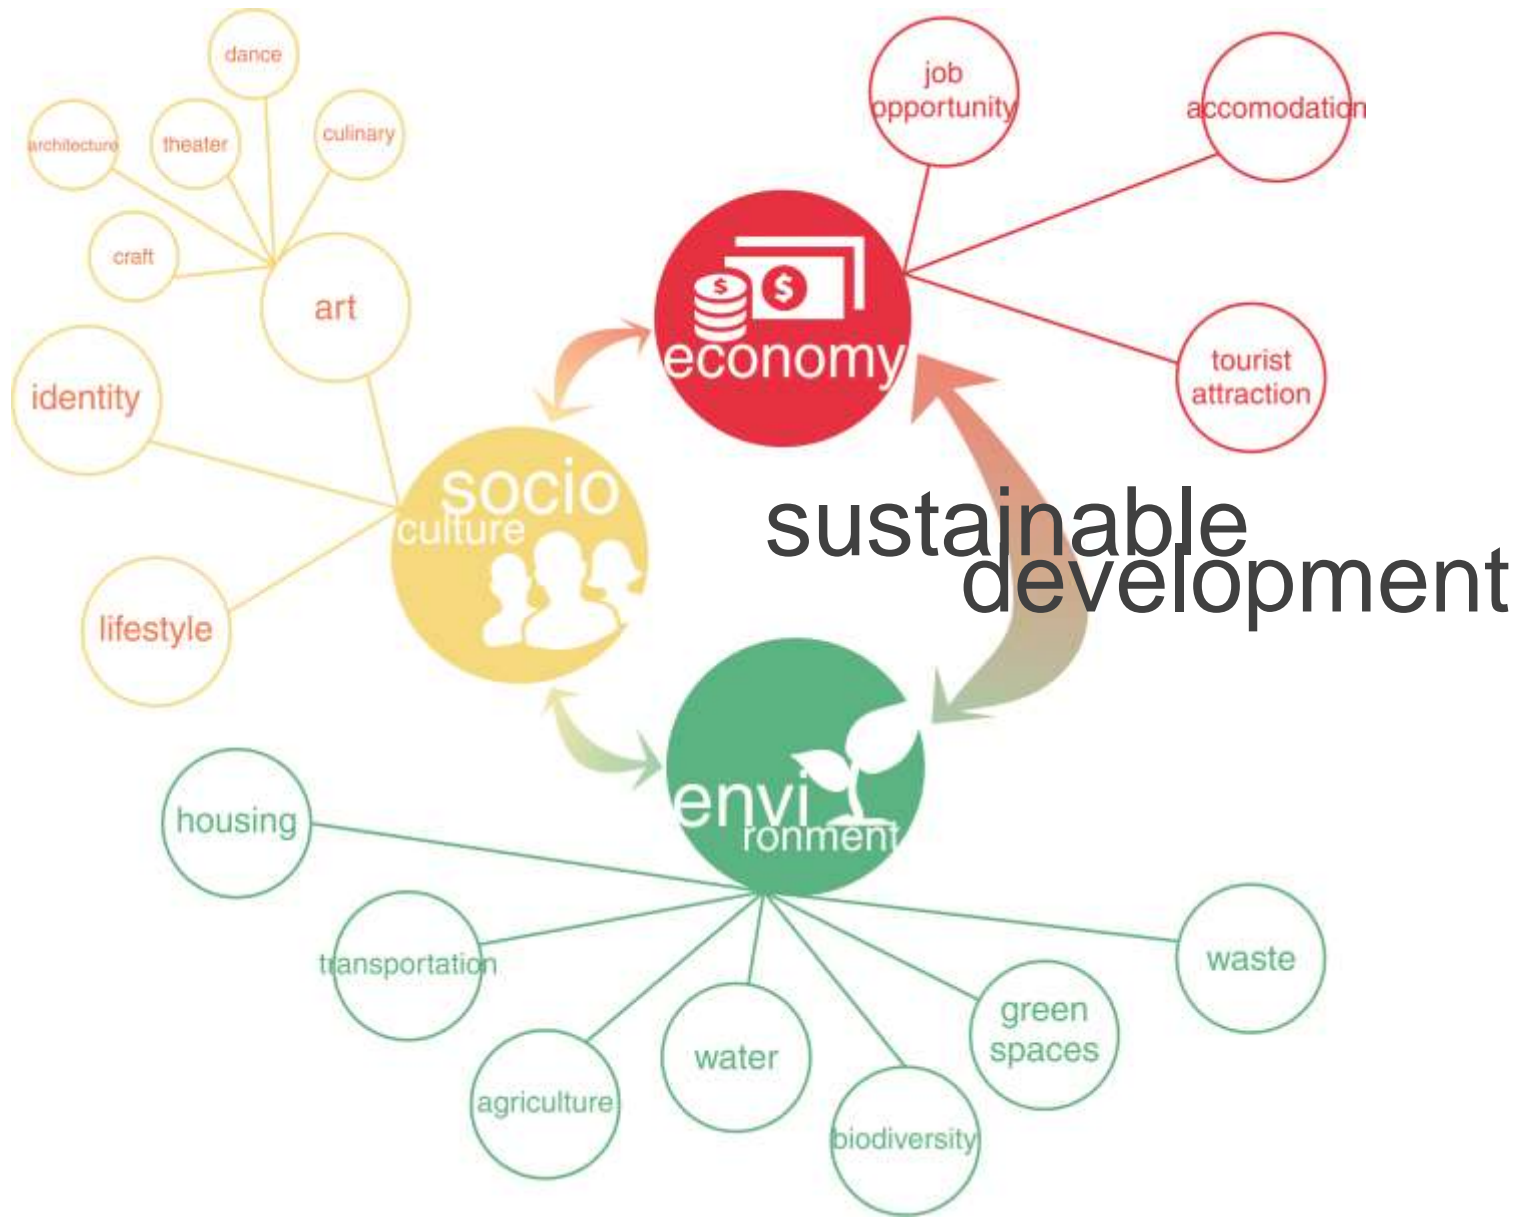 dance
architecture
theater
culinary
craft
art
identity
lifestyle
socio
culture
job
opportunity
accomodation
$
$
economy
tourist
attraction
sustainable
development
envi
ronment
housing
transportation
agriculture
water
biodiversity
green
spaces
waste